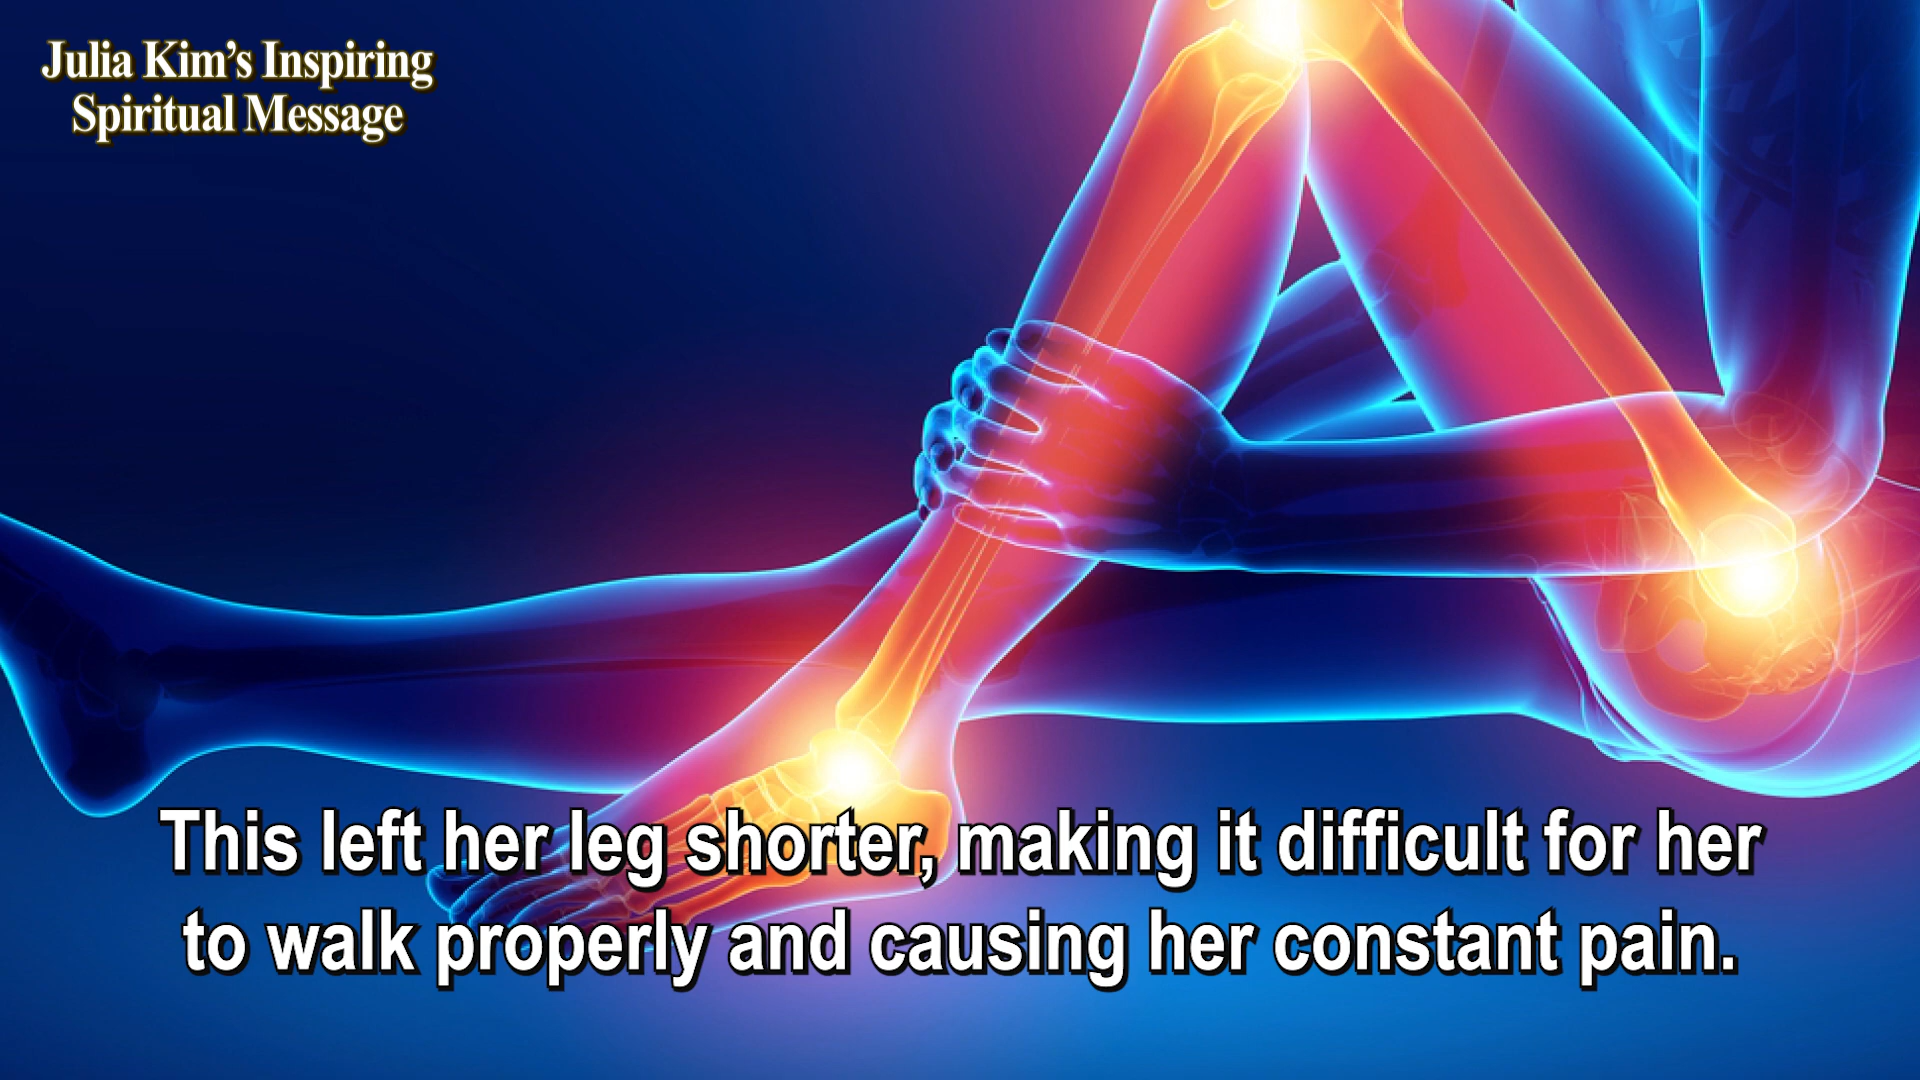 Julia Kim’s Inspiring
Spiritual Message
This left her leg shorter, making it difficult for her
to walk properly and causing her constant pain.